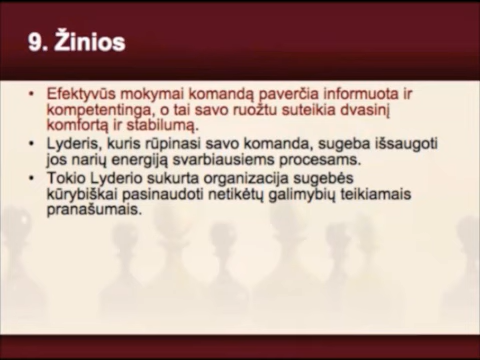 9. Žinios
• Efektyvūs mokymai komandą paverčia informuota ir
kompetentinga, o tai savo ruožtu suteikia dvasinį
komfortą ir stabilumą.
• Lyderis, kuris rūpinasi savo komanda, sugeba išsaugoti
jos narių energiją svarbiausiems procesams.
• Tokio Lyderio sukurta organizacija sugebės
kūrybiškai pasinaudoti netikėtų galimybių teikiamais
pranašumais.